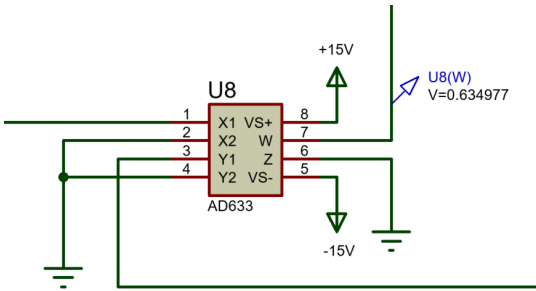 +15V
U8
U8(W)
V=0.634977
1 X1 VS+ 8
2 X2 W 7
3 Y1 Z 6
4 Y2 VS- 5
AD633
-15V